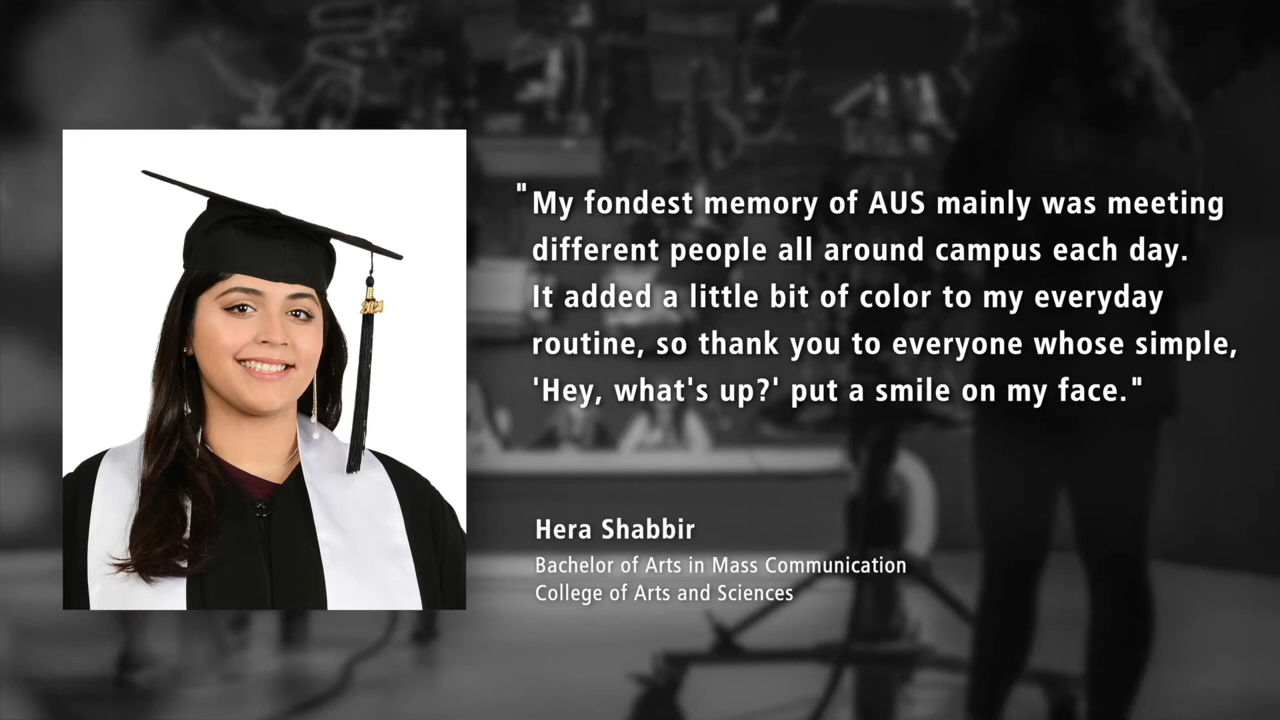 "My fondest memory of AUS mainly was meeting
different people all around campus each day.
It added a little bit of color to my everyday
routine, so thank you to everyone whose simple,
'Hey, what's up?' put a smile on my face."
Hera Shabbir
Bachelor of Arts in Mass Communication
College of Arts and Sciences